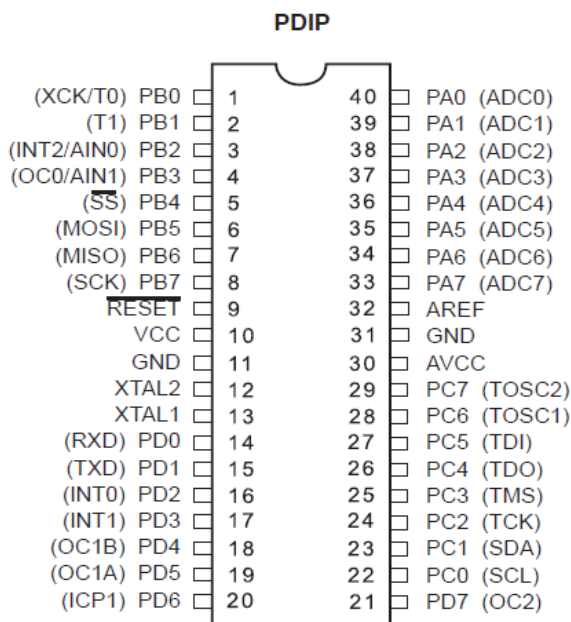 PDIP
(XCK/T0) PB0 1 40 PA0 (ADC0)
(T1) PB1 2 39 PA1 (ADC1)
(INT2/AIN0) PB2 3 38 PA2 (ADC2)
(OC0/AIN1) PB3 4 37 PA3 (ADC3)
(SS) PB4 5 36 PA4 (ADC4)
(MOSI) PB5 6 35 PA5 (ADC5)
(MISO) PB6 7 34 PA6 (ADC6)
(SCK) PB7 8 33 PA7 (ADC7)
RESET 9 32 AREF
VCC 10 31 GND
GND 11 30 AVCC
XTAL2 12 29 PC7 (TOSC2)
XTAL1 13 28 PC6 (TOSC1)
(RXD) PD0 14 27 PC5 (TDI)
(TXD) PD1 15 26 PC4 (TDO)
(INT0) PD2 16 25 PC3 (TMS)
(INT1) PD3 17 24 PC2 (TCK)
(OC1B) PD4 18 23 PC1 (SDA)
(OC1A) PD5 19 22 PC0 (SCL)
(ICP1) PD6 20 21 PD7 (OC2)